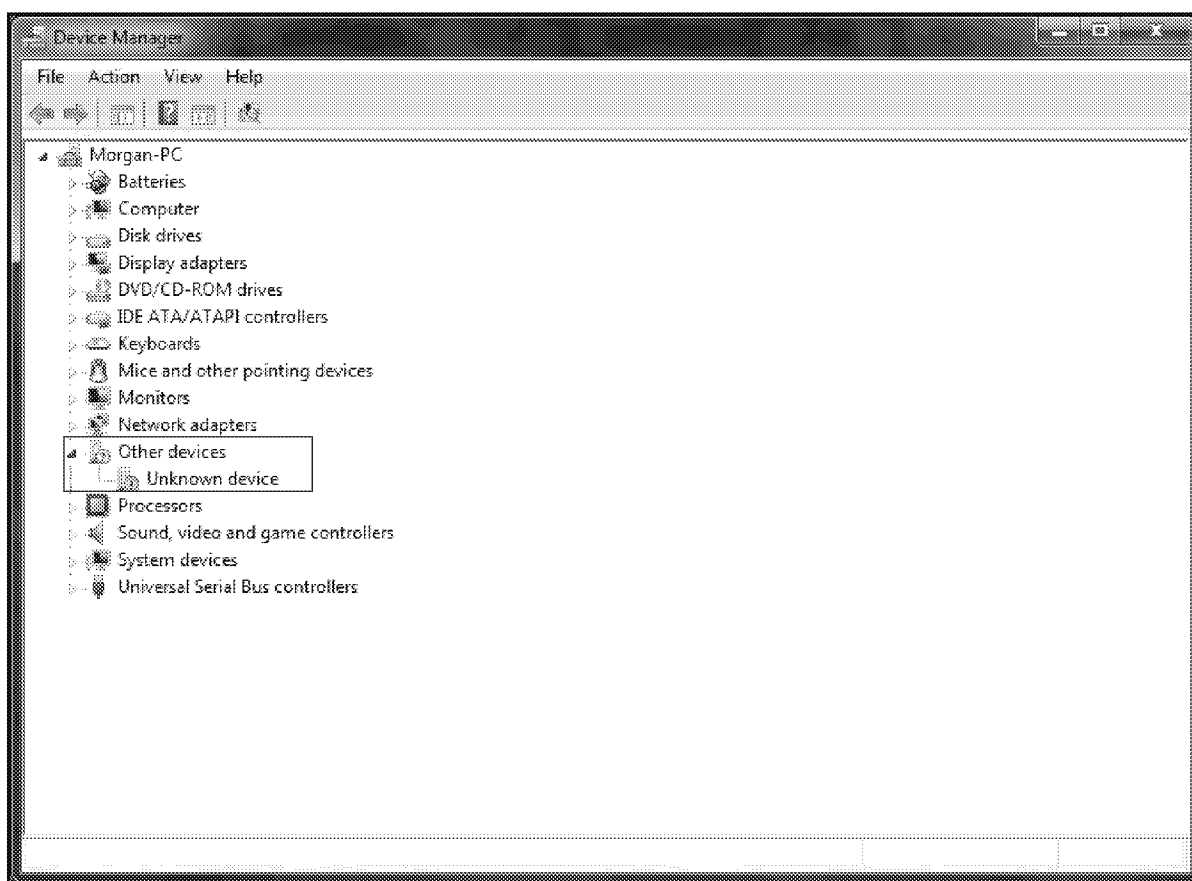 Device Manager
File Action View Help
Morgan-PC
Batteries
Computer
Disk drives
Display adapters
DVD/CD-ROM drives
IDE ATA/ATAPI controllers
Keyboards
Mice and other pointing devices
Monitors
Network adapters
Other devices
Unknown device
Processors
Sound, video and game controllers
System devices
Universal Serial Bus controllers